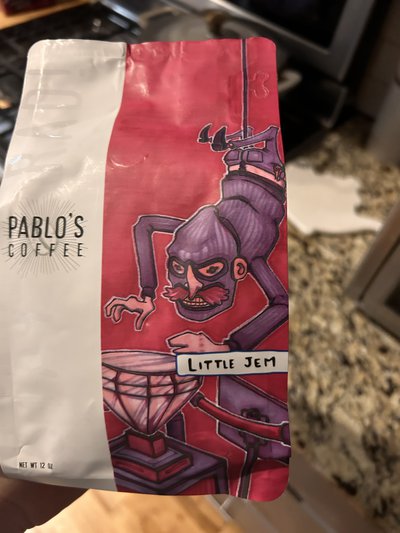 PABLO'S
COFFEE
LITTLE JEM
NET WT 12 OZ